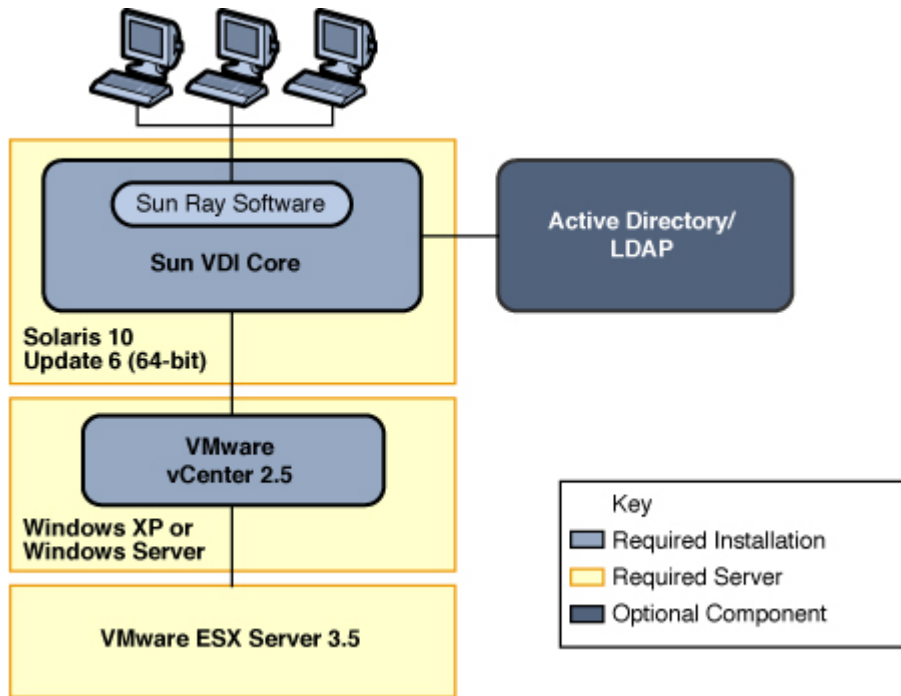 Sun Ray Software
Sun VDI Core
Active Directory/
LDAP
Solaris 10
Update 6 (64-bit)
VMware
vCenter 2.5
Windows XP or
Windows Server
VMware ESX Server 3.5
Key
Required Installation
Required Server
Optional Component